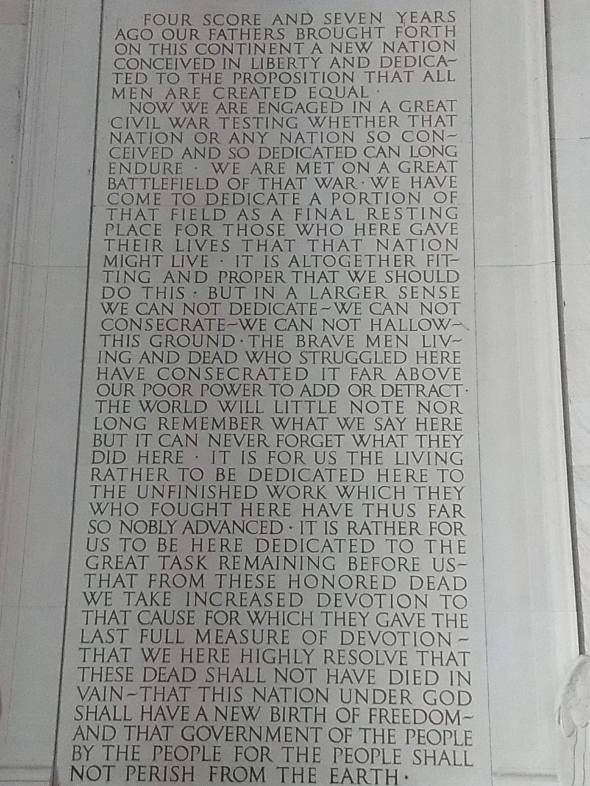 FOUR SCORE AND SEVEN YEARS
AGO OUR FATHERS BROUGHT FORTH
ON THIS CONTINENT A NEW NATION
CONCEIVED IN LIBERTY AND DEDICA~
TED TO THE PROPOSITION THAT ALL
MEN ARE CREATED EQUAL ·
NOW WE ARE ENGAGED IN A GREAT
CIVIL WAR TESTING WHETHER THAT
NATION OR ANY NATION SO CON~
CEIVED AND SO DEDICATED CAN LONG
ENDURE · WE ARE MET ON A GREAT
BATTLEFIELD OF THAT WAR · WE HAVE
COME TO DEDICATE A PORTION OF
THAT FIELD AS A FINAL RESTING
PLACE FOR THOSE WHO HERE GAVE
THEIR LIVES THAT THAT NATION
MIGHT LIVE · IT IS ALTOGETHER FIT~
TING AND PROPER THAT WE SHOULD
DO THIS · BUT IN A LARGER SENSE
WE CAN NOT DEDICATE~WE CAN NOT
CONSECRATE~WE CAN NOT HALLOW~
THIS GROUND · THE BRAVE MEN LIV~
ING AND DEAD WHO STRUGGLED HERE
HAVE CONSECRATED IT FAR ABOVE
OUR POOR POWER TO ADD OR DETRACT ·
THE WORLD WILL LITTLE NOTE NOR
LONG REMEMBER WHAT WE SAY HERE
BUT IT CAN NEVER FORGET WHAT THEY
DID HERE · IT IS FOR US THE LIVING
RATHER TO BE DEDICATED HERE TO
THE UNFINISHED WORK WHICH THEY
WHO FOUGHT HERE HAVE THUS FAR
SO NOBLY ADVANCED · IT IS RATHER FOR
US TO BE HERE DEDICATED TO THE
GREAT TASK REMAINING BEFORE US~
THAT FROM THESE HONORED DEAD
WE TAKE INCREASED DEVOTION TO
THAT CAUSE FOR WHICH THEY GAVE THE
LAST FULL MEASURE OF DEVOTION~
THAT WE HERE HIGHLY RESOLVE THAT
THESE DEAD SHALL NOT HAVE DIED IN
VAIN~THAT THIS NATION UNDER GOD
SHALL HAVE A NEW BIRTH OF FREEDOM~
AND THAT GOVERNMENT OF THE PEOPLE
BY THE PEOPLE FOR THE PEOPLE SHALL
NOT PERISH FROM THE EARTH ·